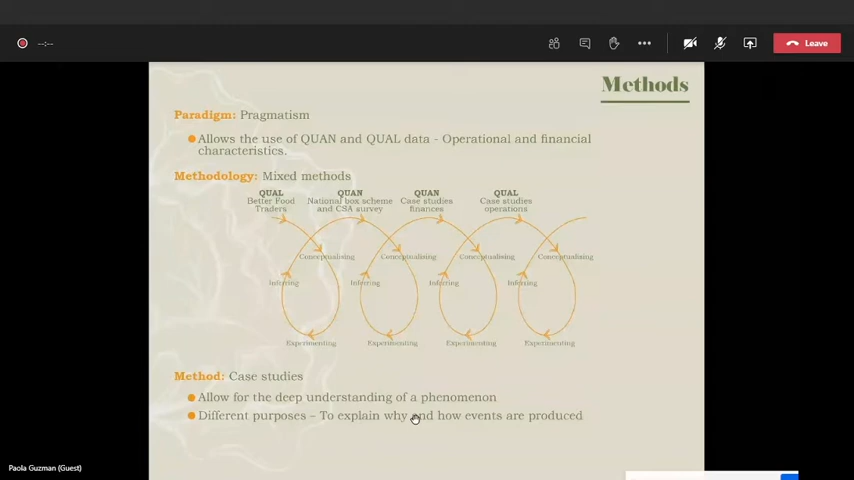 --:--
Leave
Methods
Paradigm: Pragmatism
Allows the use of QUAN and QUAL data - Operational and financial
characteristics.
Methodology: Mixed methods
QUAL QUAN QUAN QUAL
Better Food National box scheme Case studies Case studies
Traders and CSA survey finances operations
Conceptualising Conceptualising Conceptualising Conceptualising
Inferring Inferring Inferring Inferring
Experimenting Experimenting Experimenting Experimenting
Method: Case studies
Allow for the deep understanding of a phenomenon
Different purposes – To explain why and how events are produced
Paola Guzman (Guest)